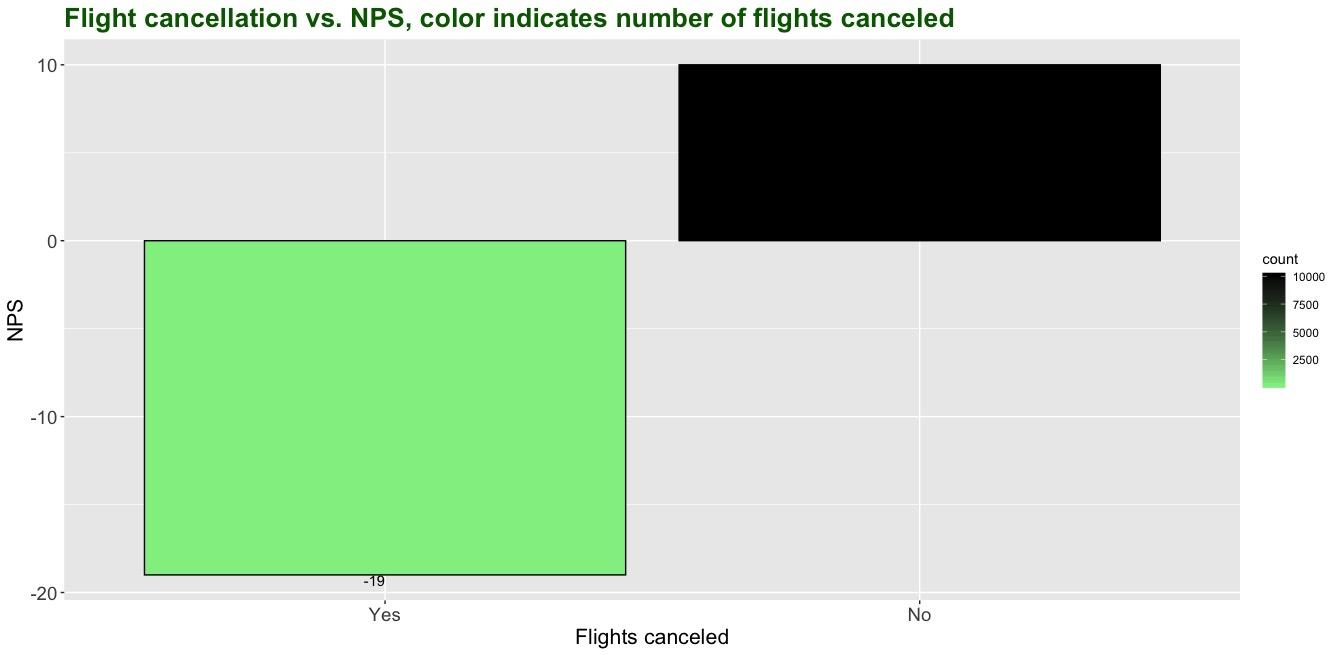 Flight cancellation vs. NPS, color indicates number of flights canceled
10
0
-10
-20
NPS
-19
Yes
No
Flights canceled
count
10000
7500
5000
2500